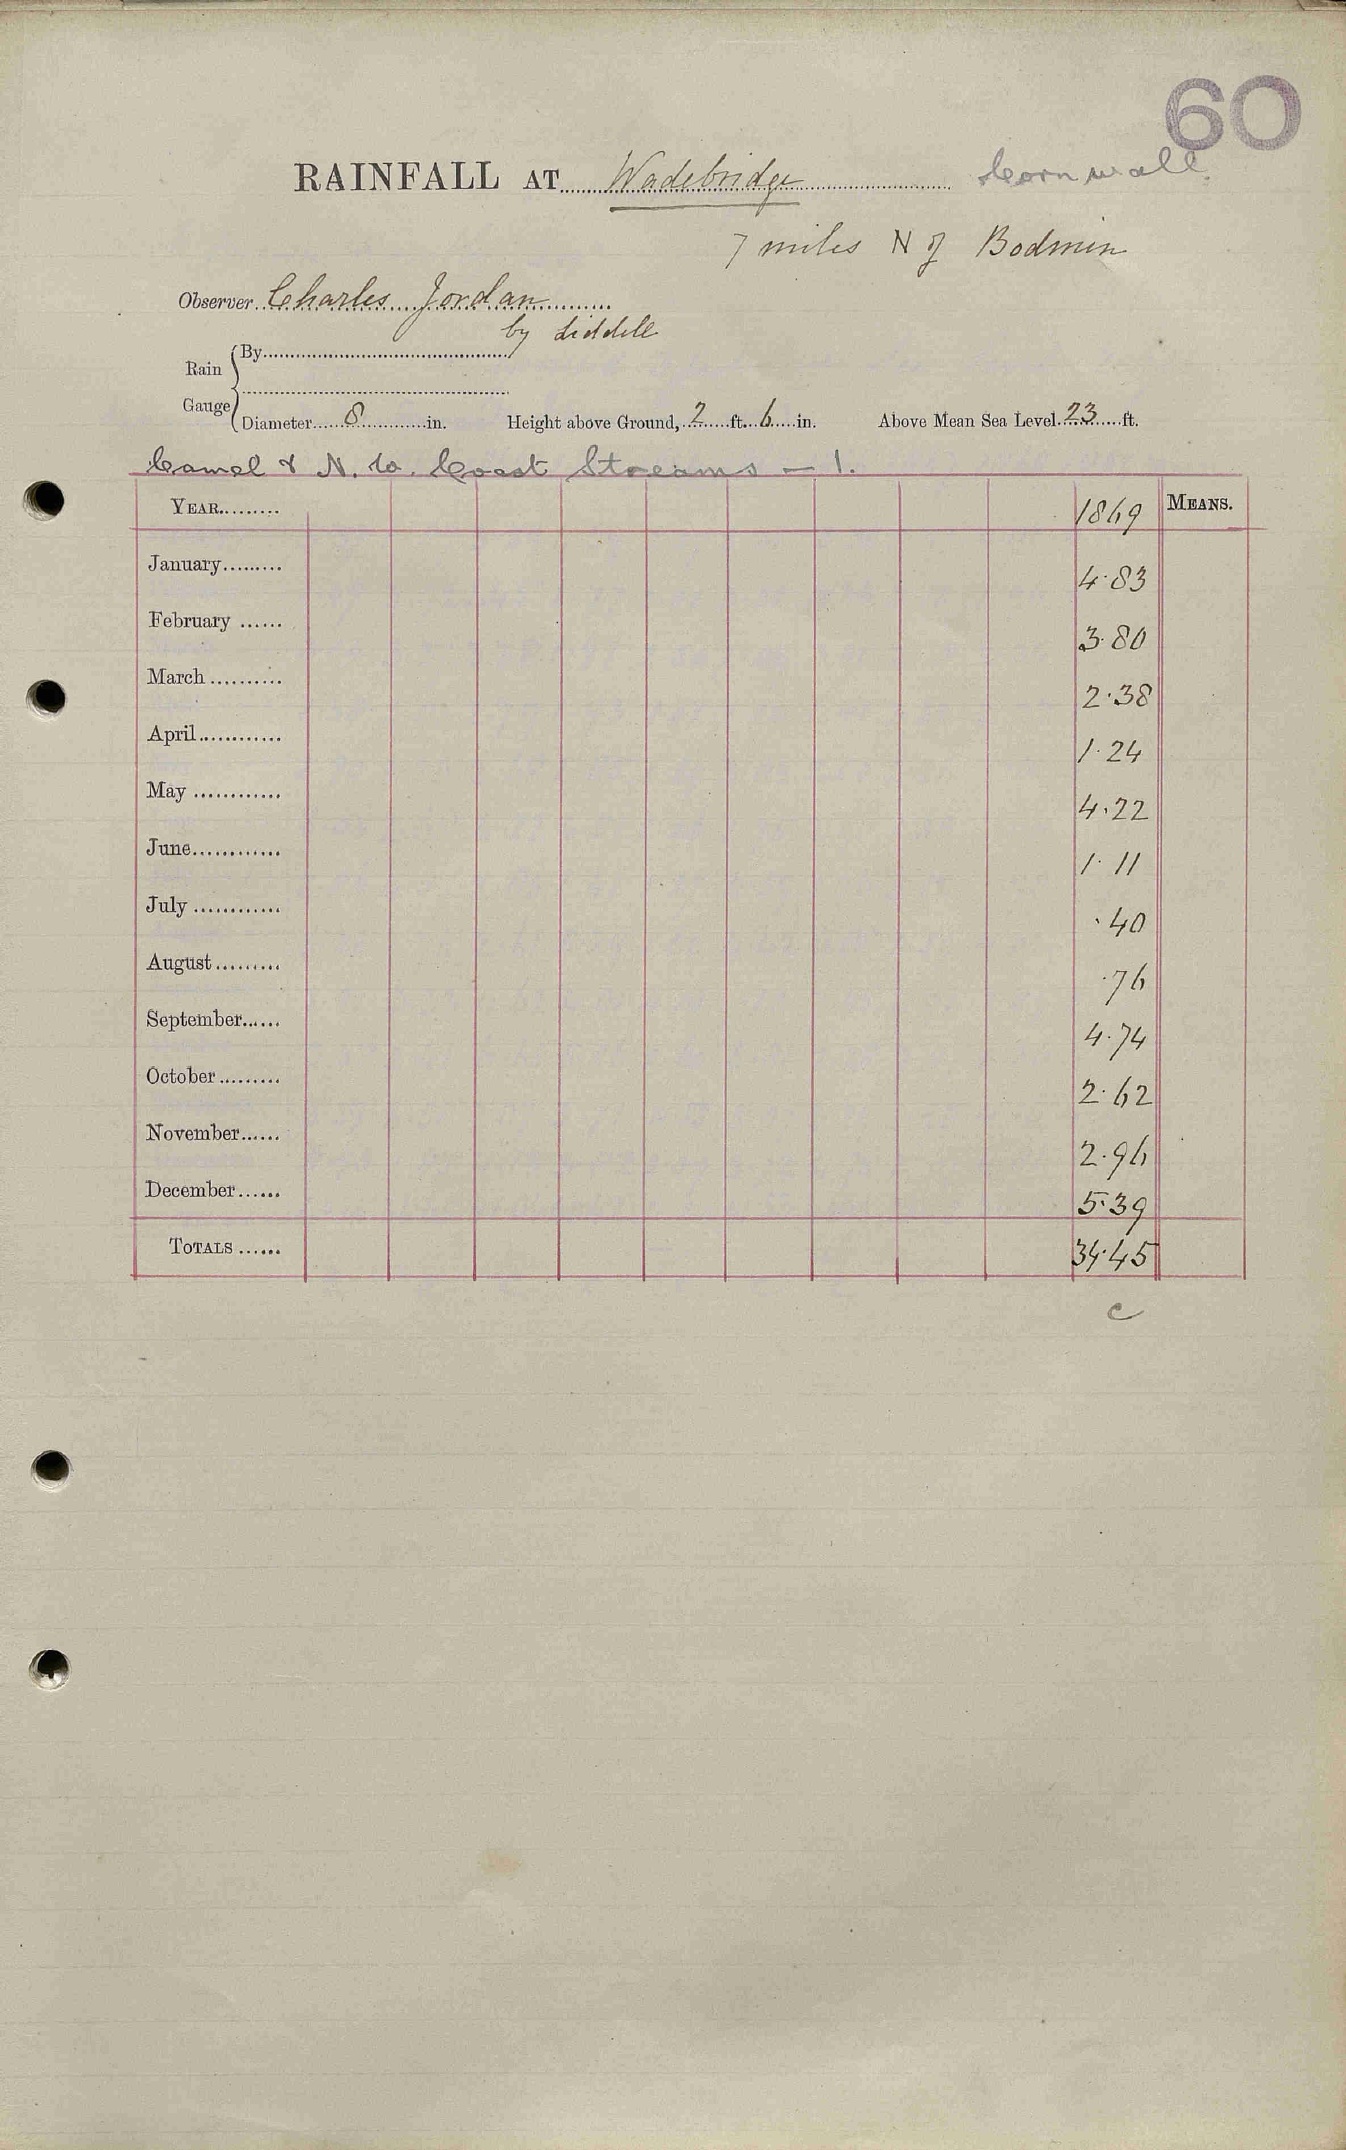 60
RAINFALL AT Wadebridge Cornwall
7 miles N of Bodmin
Observer Charles Jordan
by Liddell
Rain Gauge By
Diameter 8 in. Height above Ground, 2 ft. 6 in. Above Mean Sea Level 23 ft.
Camel & N. Co. Coast Streams - 1.
YEAR 1869 MEANS.
January 4.83
February 3.80
March 2.38
April 1.24
May 4.22
June 1.11
July .40
August .76
September 4.74
October 2.62
November 2.96
December 5.39
TOTALS 34.45
c